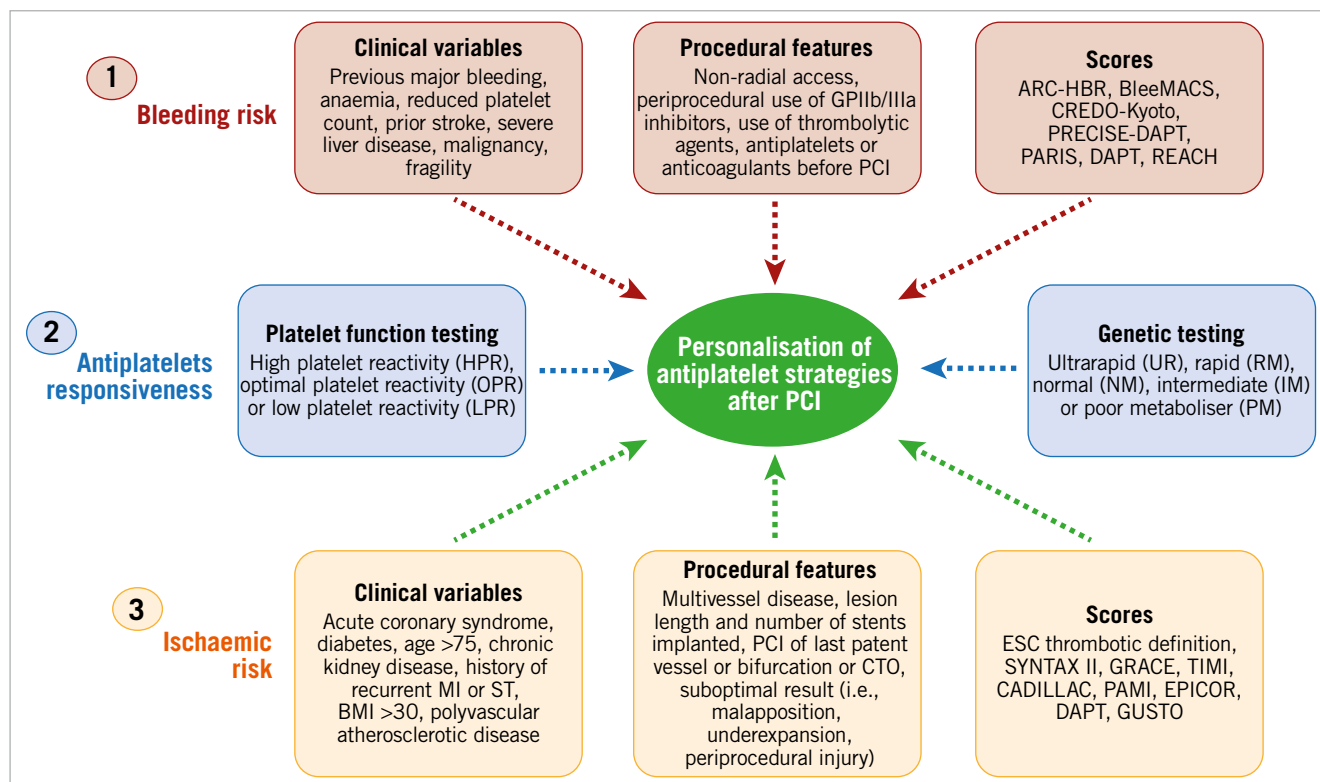 1
Bleeding risk
Clinical variables
Previous major bleeding,
anaemia, reduced platelet
count, prior stroke, severe
liver disease, malignancy,
fragility
Procedural features
Non-radial access,
periprocedural use of GPIIb/IIIa
inhibitors, use of thrombolytic
agents, antiplatelets or
anticoagulants before PCI
Scores
ARC-HBR, BleeMACS,
CREDO-Kyoto,
PRECISE-DAPT,
PARIS, DAPT, REACH
2
Antiplatelets
responsiveness
Platelet function testing
High platelet reactivity (HPR),
optimal platelet reactivity (OPR)
or low platelet reactivity (LPR)
Personalisation of
antiplatelet strategies
after PCI
Genetic testing
Ultrarapid (UR), rapid (RM),
normal (NM), intermediate (IM)
or poor metaboliser (PM)
3
Ischaemic
risk
Clinical variables
Acute coronary syndrome,
diabetes, age >75, chronic
kidney disease, history of
recurrent MI or ST,
BMI >30, polyvascular
atherosclerotic disease
Procedural features
Multivessel disease, lesion
length and number of stents
implanted, PCI of last patent
vessel or bifurcation or CTO,
suboptimal result (i.e.,
malapposition,
underexpansion,
periprocedural injury)
Scores
ESC thrombotic definition,
SYNTAX II, GRACE, TIMI,
CADILLAC, PAMI, EPICOR,
DAPT, GUSTO